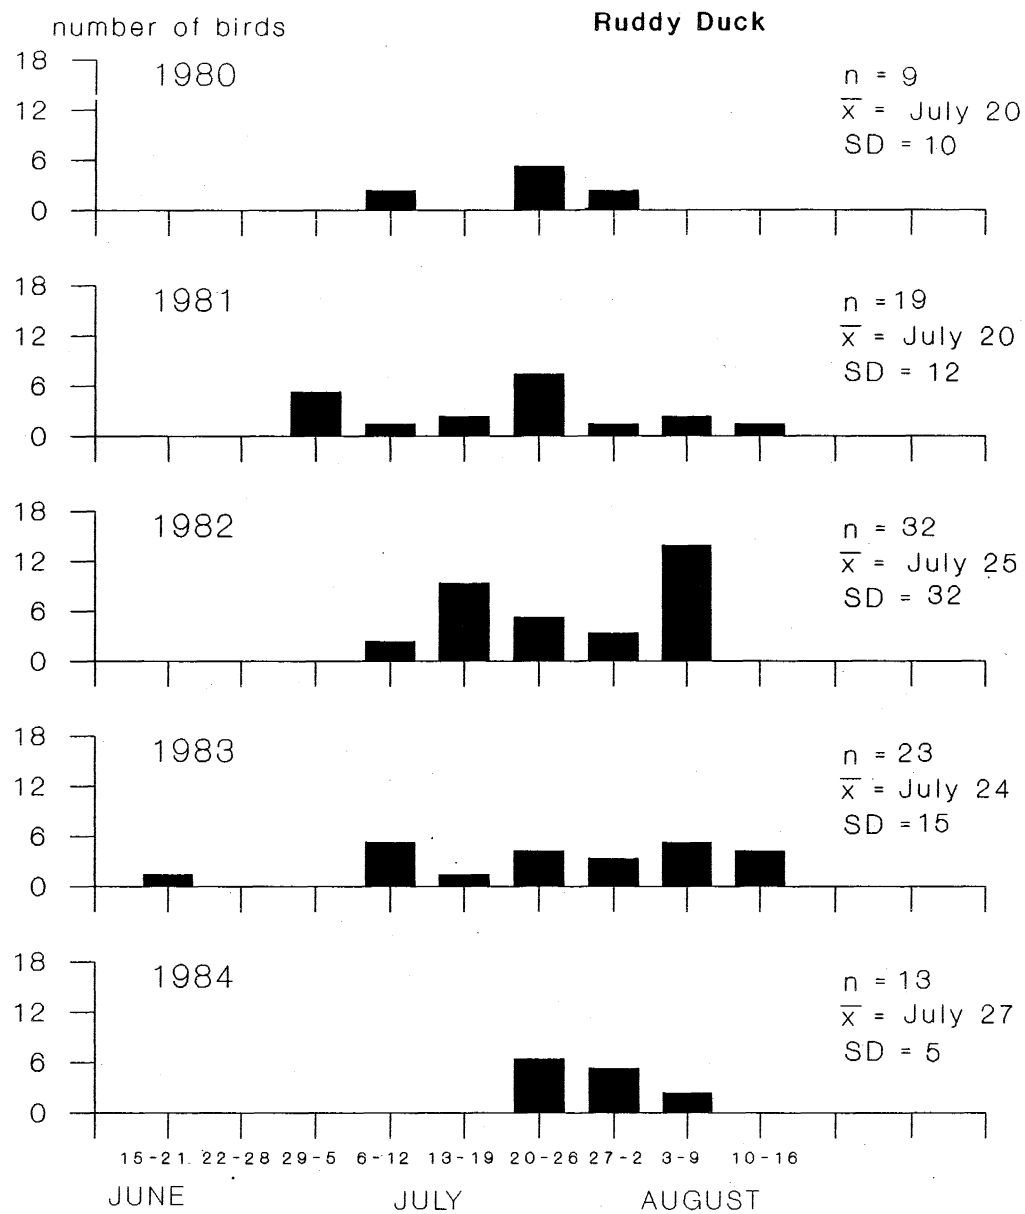 number of birds
Ruddy Duck
18
12
6
0
1980
n = 9
x̅ = July 20
SD = 10
18
12
6
0
1981
n = 19
x̅ = July 20
SD = 12
18
12
6
0
1982
n = 32
x̅ = July 25
SD = 32
18
12
6
0
1983
n = 23
x̅ = July 24
SD = 15
18
12
6
0
1984
n = 13
x̅ = July 27
SD = 5
15-21 22-28 29-5 6-12 13-19 20-26 27-2 3-9 10-16
JUNE JULY AUGUST